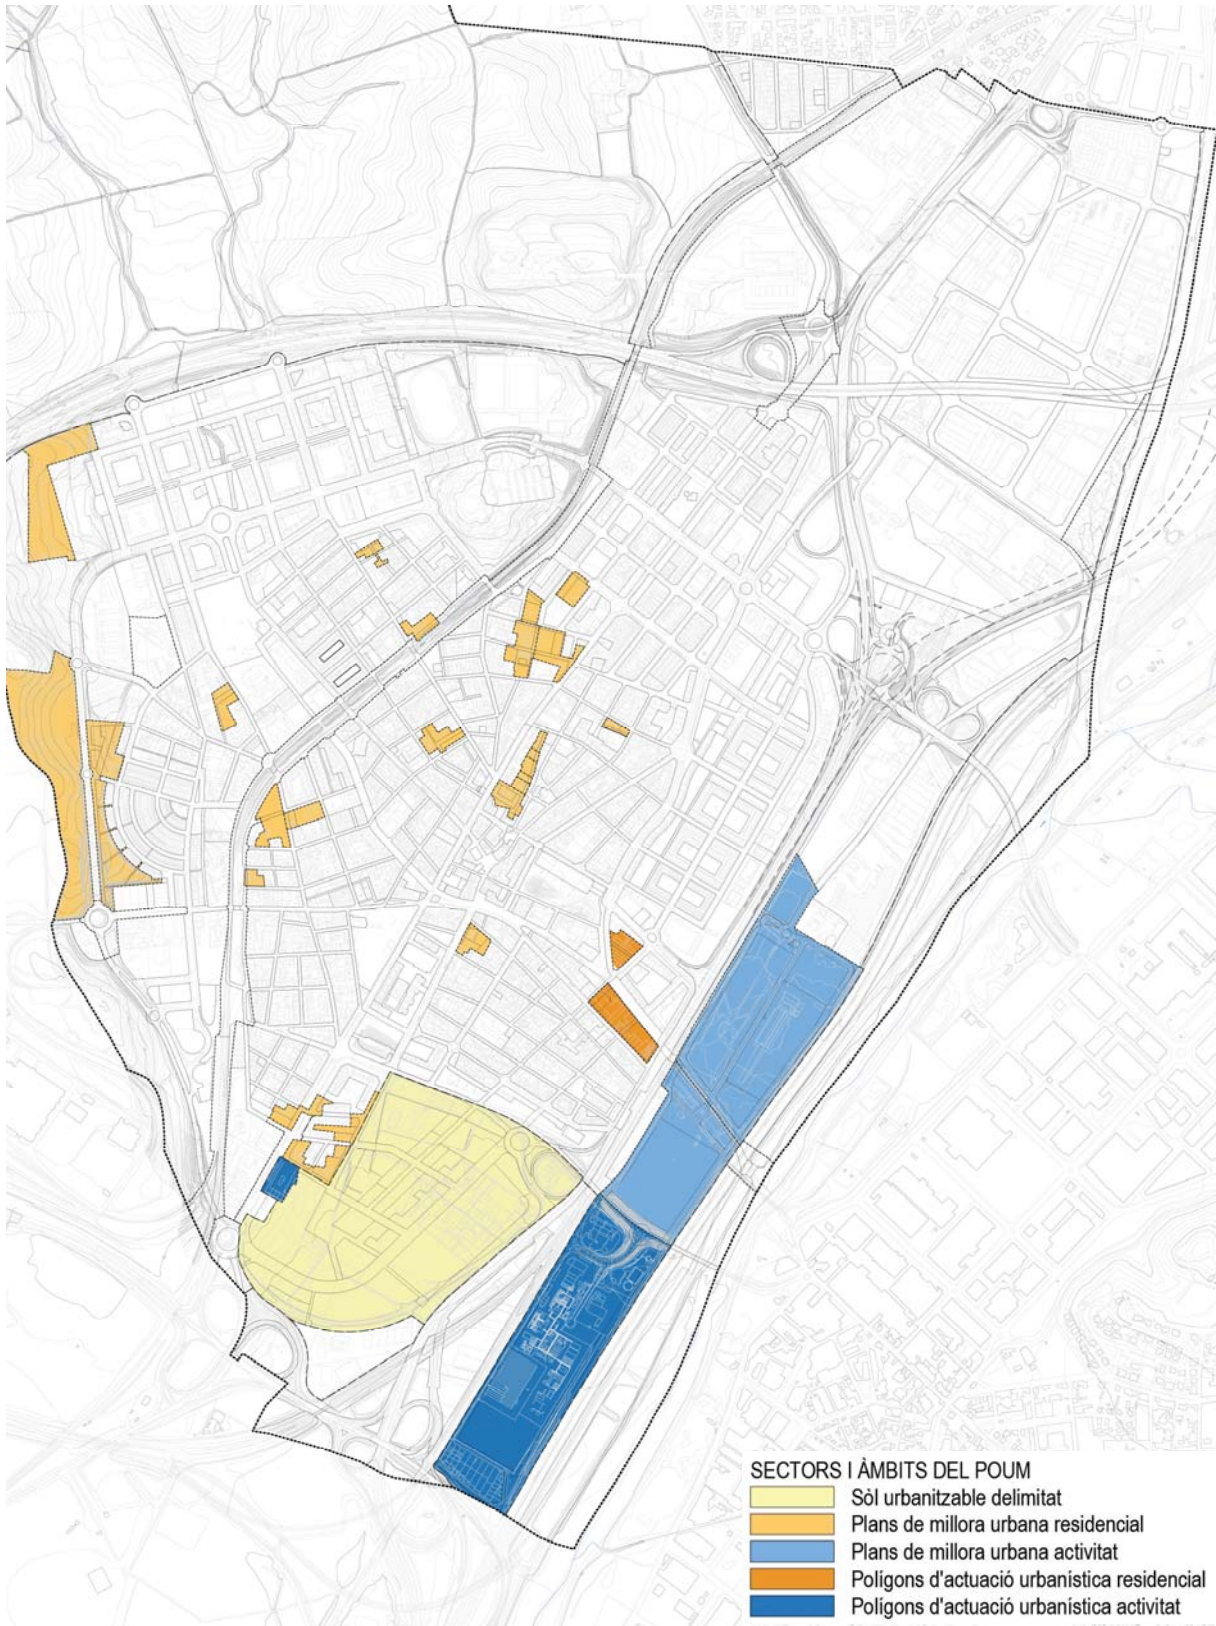 SECTORS I ÀMBITS DEL POUM
Sòl urbanitzable delimitat
Plans de millora urbana residencial
Plans de millora urbana activitat
Polígons d'actuació urbanística residencial
Polígons d'actuació urbanística activitat